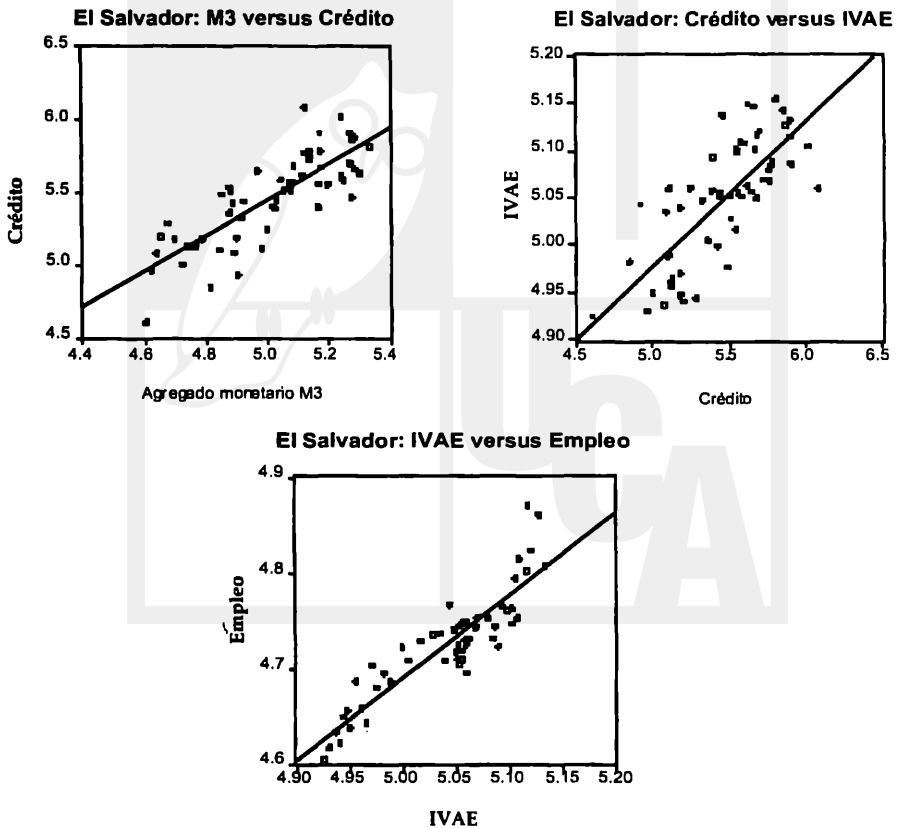 El Salvador: M3 versus Crédito
6.5
6.0
5.5
5.0
4.5
Crédito
4.4 4.6 4.8 5.0 5.2 5.4
Agregado monetario M3
El Salvador: Crédito versus IVAE
5.20
5.15
5.10
5.05
5.00
4.95
4.90
IVAE
4.5 5.0 5.5 6.0 6.5
Crédito
El Salvador: IVAE versus Empleo
4.9
4.8
4.7
4.6
Empleo
4.90 4.95 5.00 5.05 5.10 5.15 5.20
IVAE
UCA